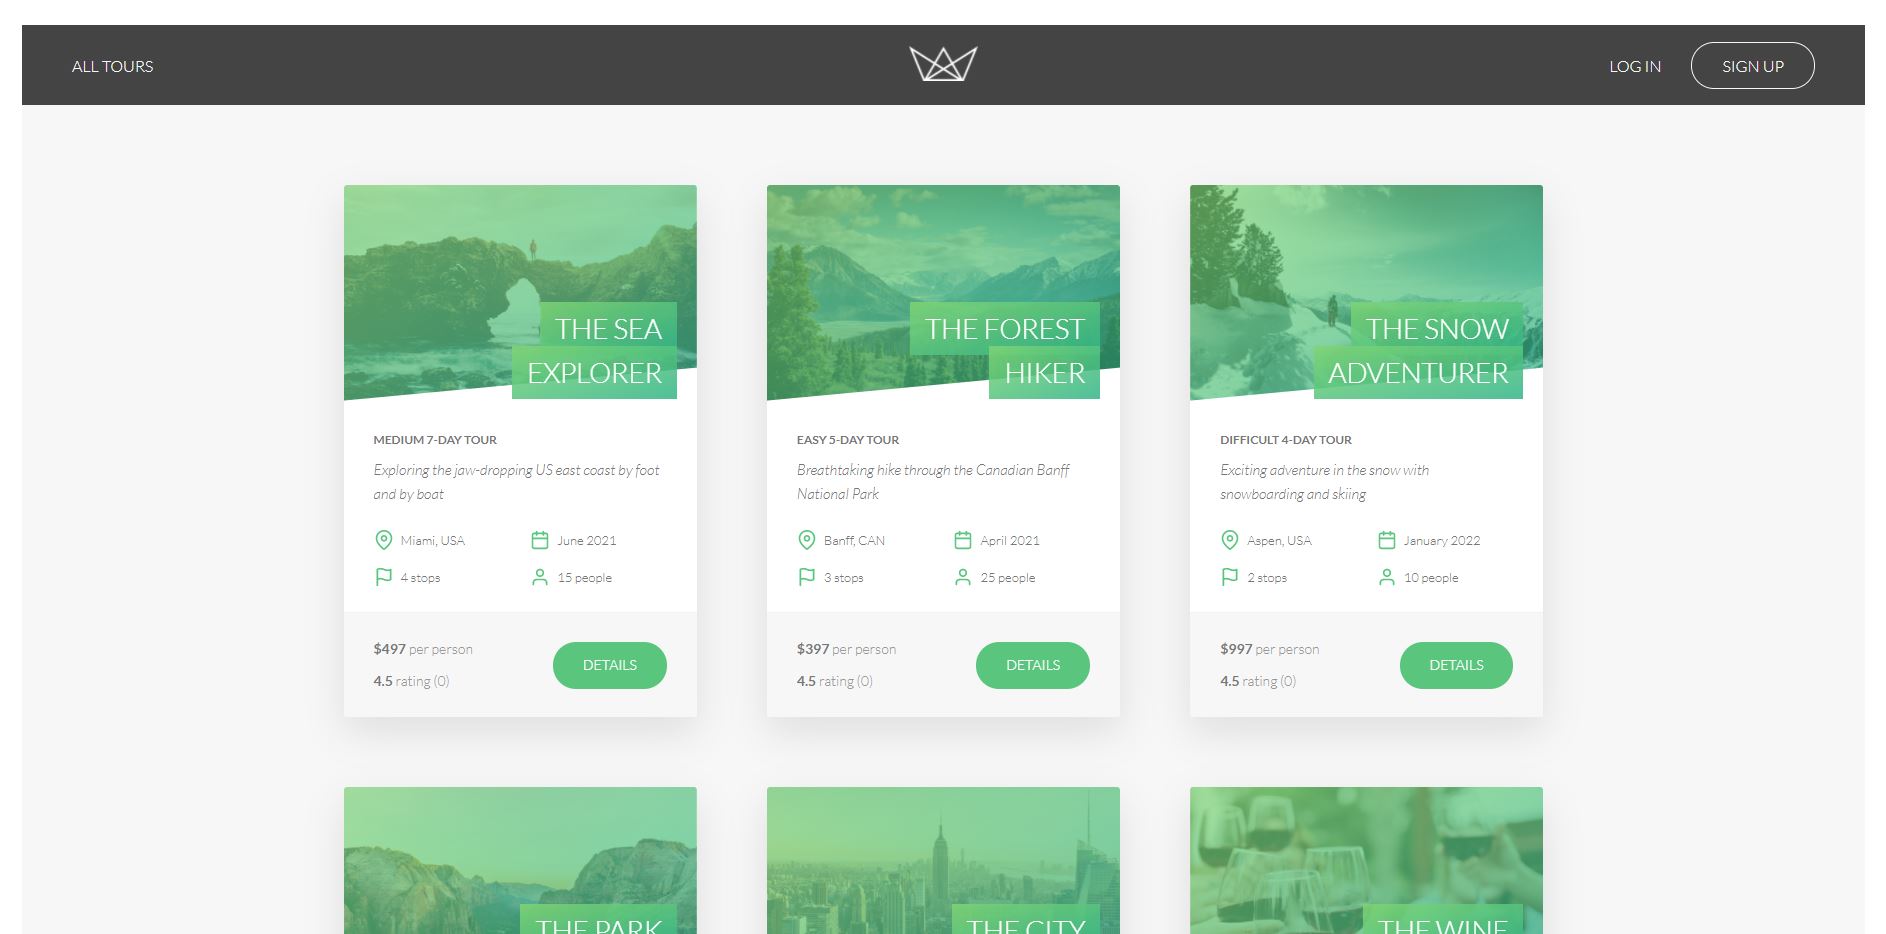 ALL TOURS
LOG IN
SIGN UP
THE SEA
EXPLORER
MEDIUM 7-DAY TOUR
Exploring the jaw-dropping US east coast by foot
and by boat
Miami, USA
June 2021
4 stops
15 people
$497 per person
4.5 rating (0)
DETAILS
THE FOREST
HIKER
EASY 5-DAY TOUR
Breathtaking hike through the Canadian Banff
National Park
Banff, CAN
April 2021
3 stops
25 people
$397 per person
4.5 rating (0)
DETAILS
THE SNOW
ADVENTURER
DIFFICULT 4-DAY TOUR
Exciting adventure in the snow with
snowboarding and skiing
Aspen, USA
January 2022
2 stops
10 people
$997 per person
4.5 rating (0)
DETAILS
THE PARK
THE CITY
THE WINE